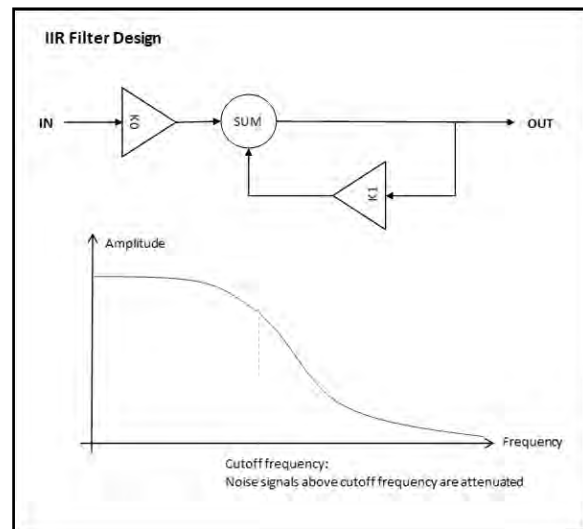 IIR Filter Design
IN
K0
SUM
OUT
K1
Amplitude
Frequency
Cutoff frequency:
Noise signals above cutoff frequency are attenuated